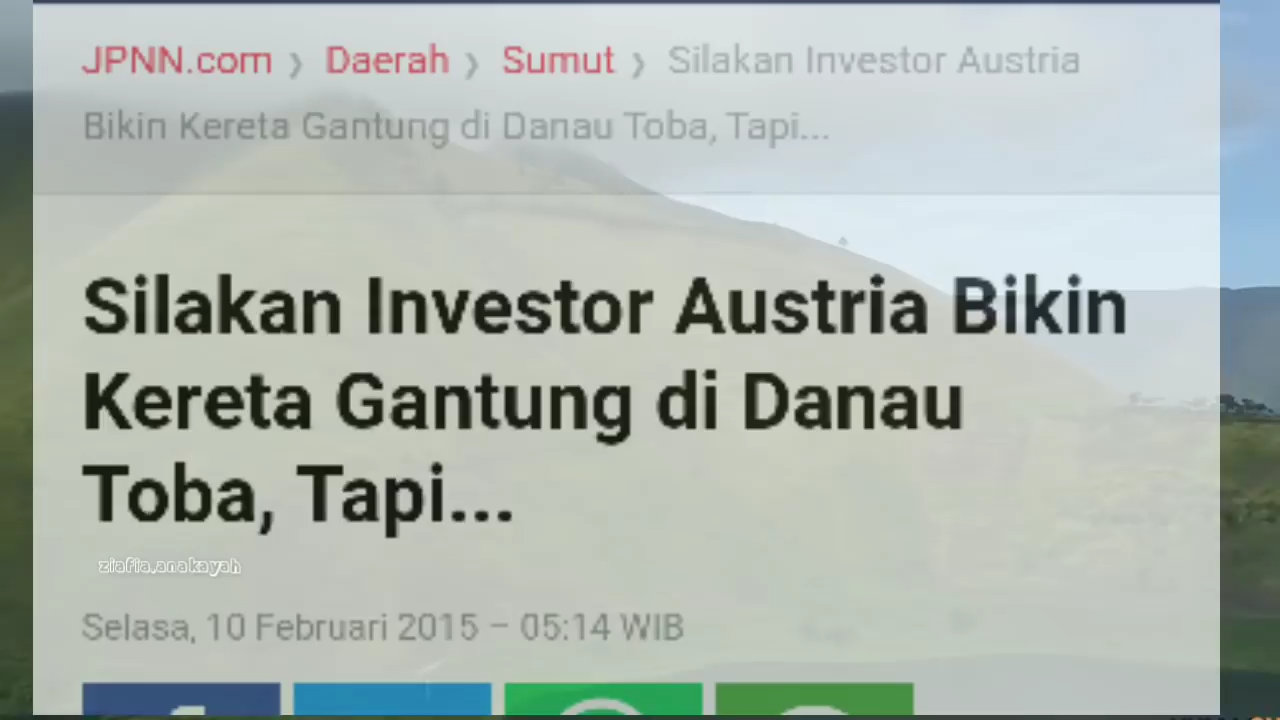 JPNN.com › Daerah › Sumut › Silakan Investor Austria
Bikin Kereta Gantung di Danau Toba, Tapi...
Silakan Investor Austria Bikin
Kereta Gantung di Danau
Toba, Tapi...
ziafia.anakayah
Selasa, 10 Februari 2015 – 05:14 WIB